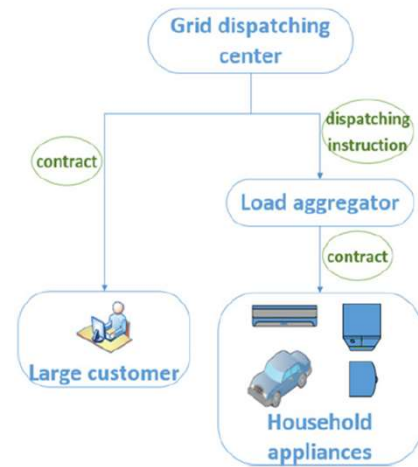 Grid dispatching
center
contract
dispatching
instruction
Load aggregator
contract
Large customer
Household
appliances